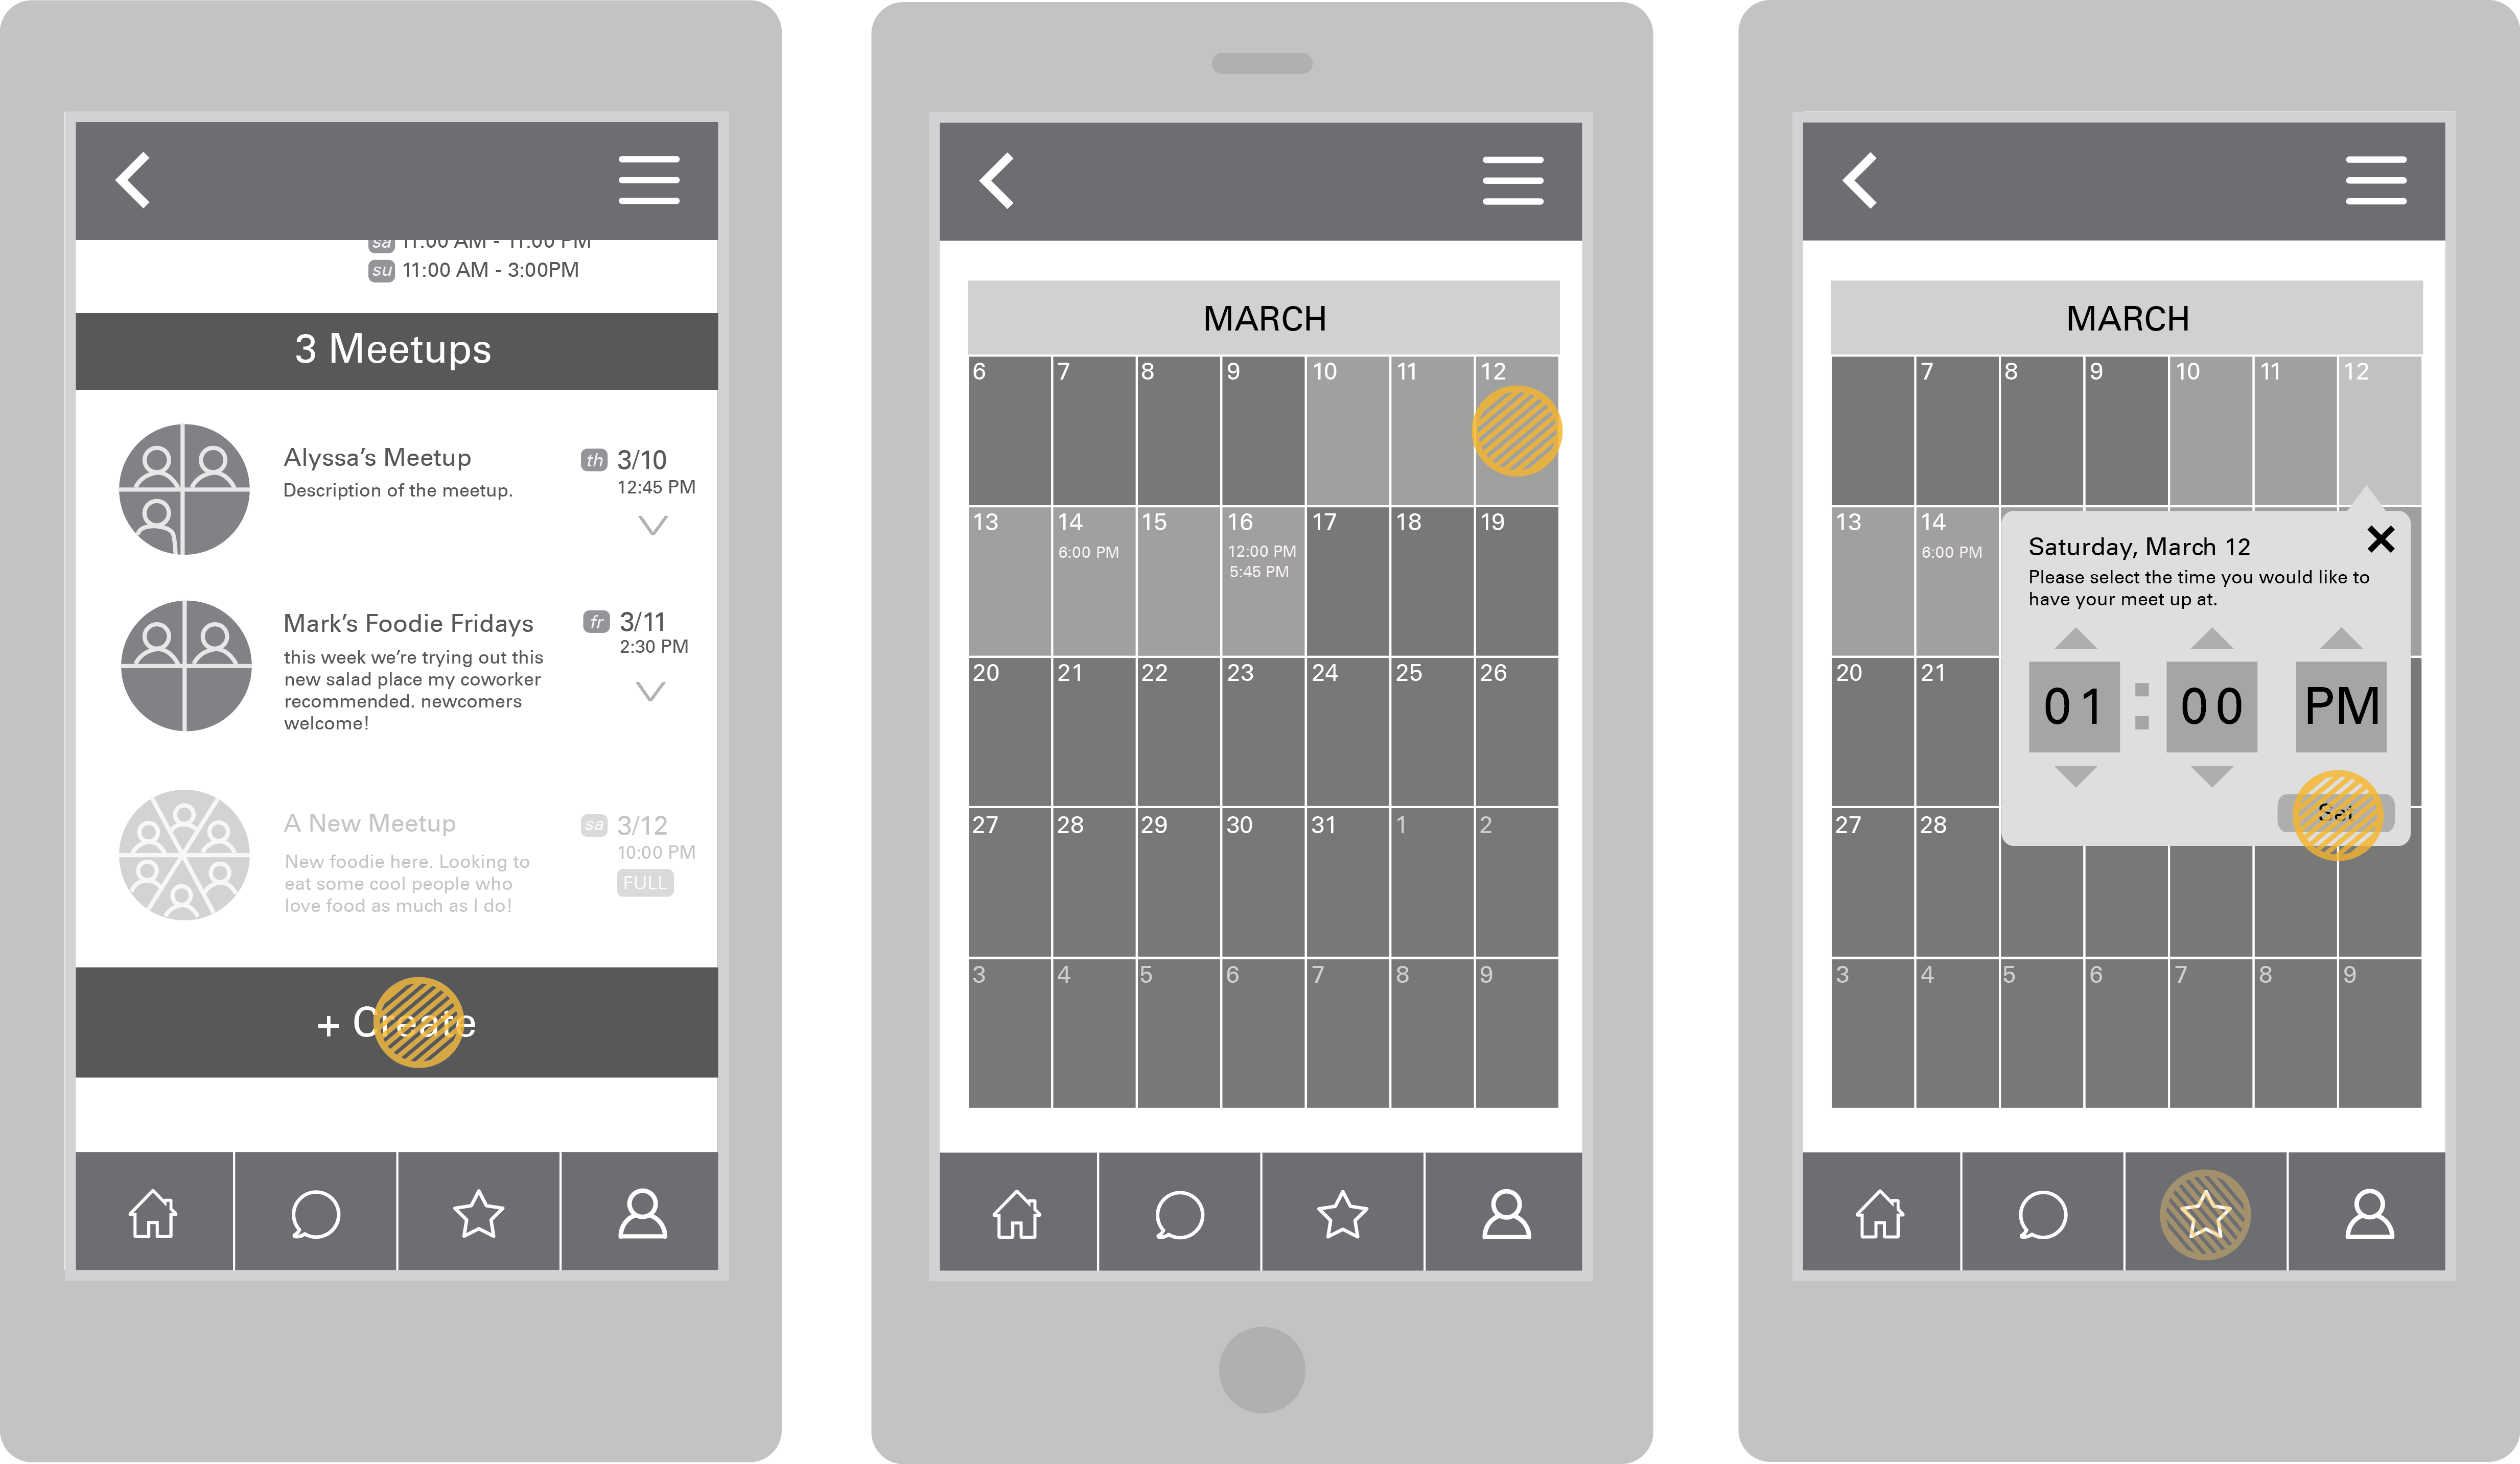 sa 11:00 AM - 11:00 PM
su 11:00 AM - 3:00PM
3 Meetups
Alyssa's Meetup
Description of the meetup.
th 3/10
12:45 PM
Mark's Foodie Fridays
this week we're trying out this
new salad place my coworker
recommended. newcomers
welcome!
fr 3/11
2:30 PM
A New Meetup
New foodie here. Looking to
eat some cool people who
love food as much as I do!
sa 3/12
10:00 PM
FULL
+ Create
MARCH
6 7 8 9 10 11 12
13 14 15 16 17 18 19
6:00 PM 12:00 PM
5:45 PM
20 21 22 23 24 25 26
27 28 29 30 31 1 2
3 4 5 6 7 8 9
MARCH
7 8 9 10 11 12
13 14
6:00 PM
20 21
27 28
3 4 5 6 7 8 9
Saturday, March 12
Please select the time you would like to
have your meet up at.
01 : 00 PM